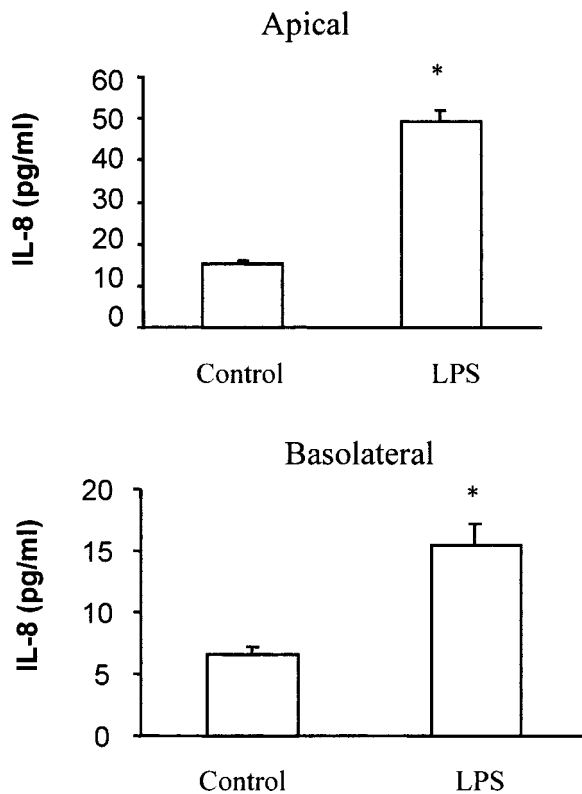 Apical
*
60
50
40
30
20
10
0
IL-8 (pg/ml)
Control LPS
Basolateral
*
20
15
10
5
0
IL-8 (pg/ml)
Control LPS